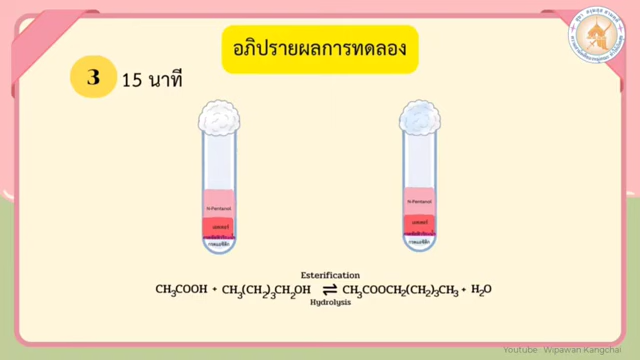 อภิปรายผลการทดลอง
3 15 นาที
N-Pentanol
N-Pentanol
Esterification
CH3COOH + CH3(CH2)3CH2OH ⇌ CH3COOCH2(CH2)3CH3 + H2O
Hydrolysis
Youtube : Wipawan Kangchai